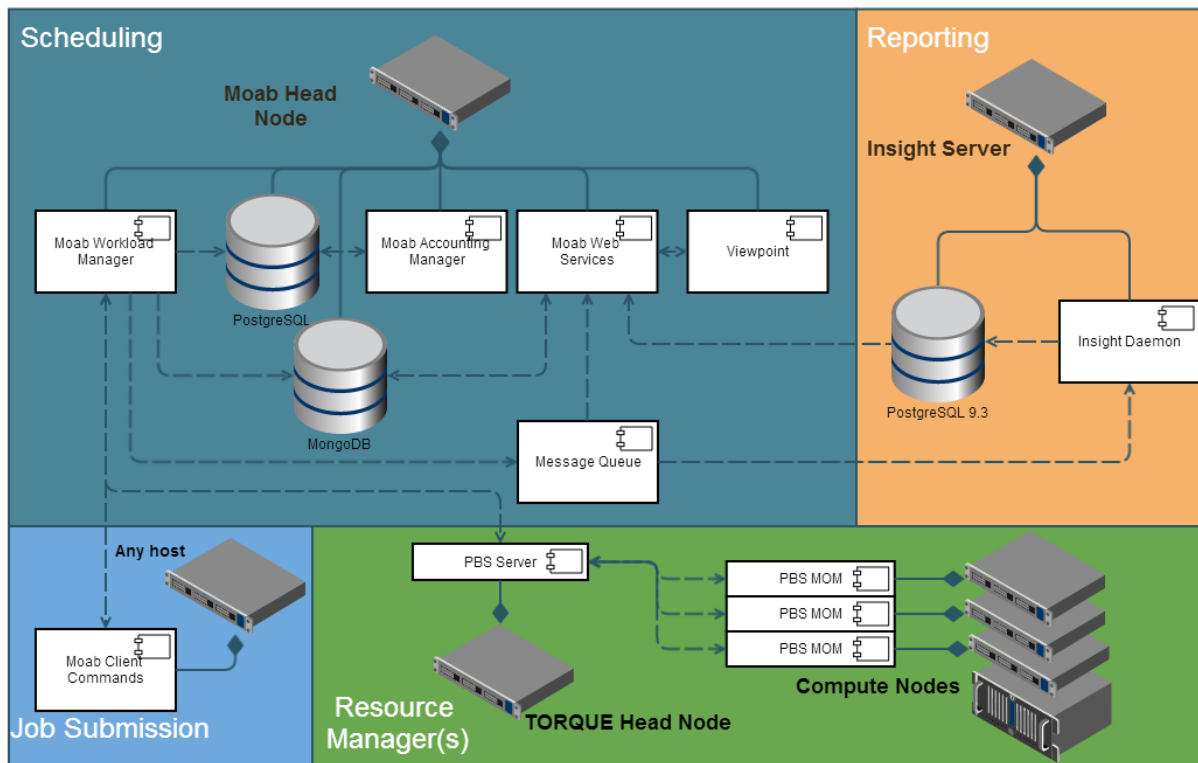 Scheduling
Reporting
Moab Head
Node
Insight Server
Moab Workload
Manager
PostgreSQL
Moab Accounting
Manager
Moab Web
Services
Viewpoint
MongoDB
Message Queue
PostgreSQL 9.3
Insight Daemon
Any host
Moab Client
Commands
Job Submission
PBS Server
PBS MOM
PBS MOM
PBS MOM
Compute Nodes
TORQUE Head Node
Resource
Manager(s)